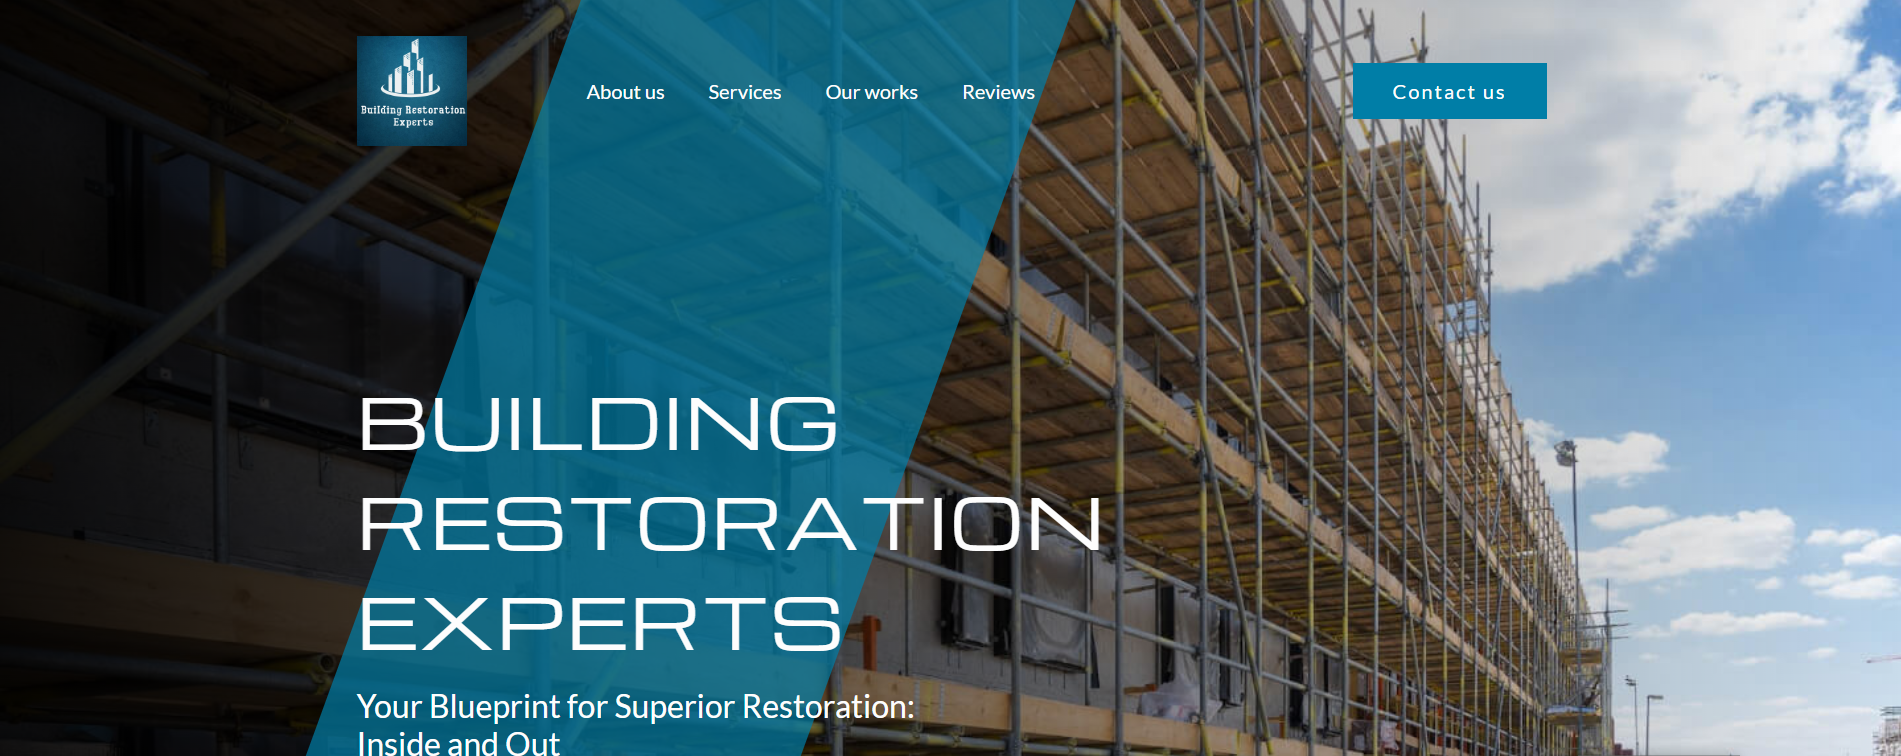 Building Restoration
Experts
About us
Services
Our works
Reviews
Contact us
BUILDING
RESTORATION
EXPERTS
Your Blueprint for Superior Restoration:
Inside and Out